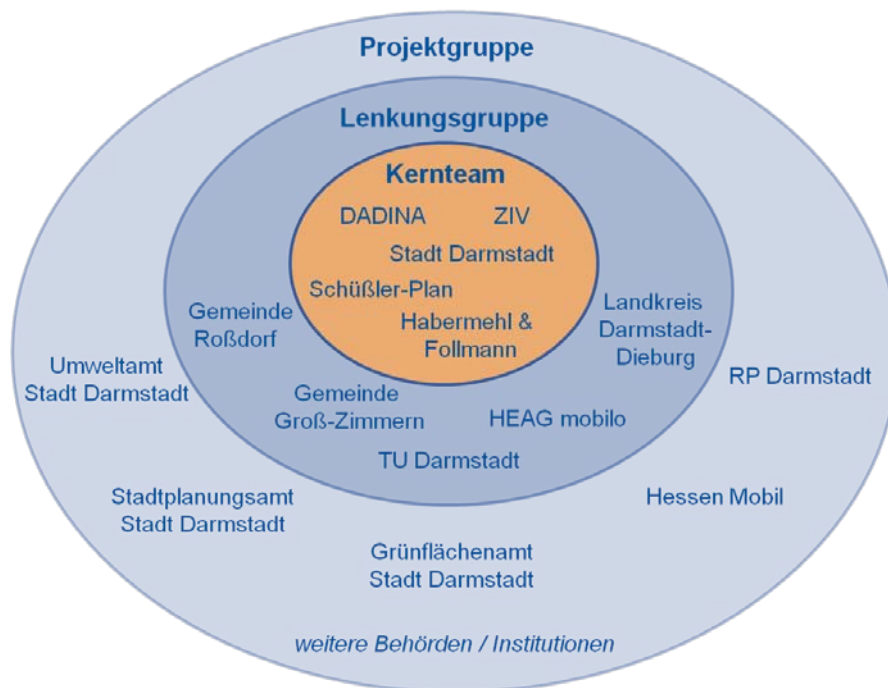 Projektgruppe
Lenkungsgruppe
Kernteam
DADINA
ZIV
Stadt Darmstadt
Schüßler-Plan
Habermehl &
Follmann
Gemeinde
Roßdorf
Landkreis
Darmstadt-
Dieburg
Gemeinde
Groß-Zimmern
HEAG mobilo
TU Darmstadt
Umweltamt
Stadt Darmstadt
RP Darmstadt
Stadtplanungsamt
Stadt Darmstadt
Hessen Mobil
Grünflächenamt
Stadt Darmstadt
weitere Behörden / Institutionen